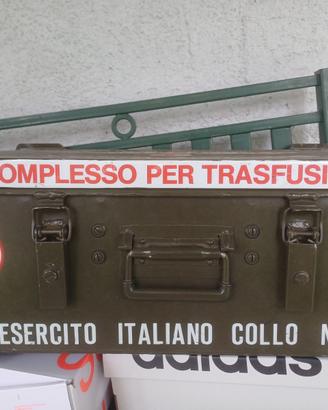 OMPLESSO PER TRASFUSI
ESERCITO ITALIANO COLLO N
adidas